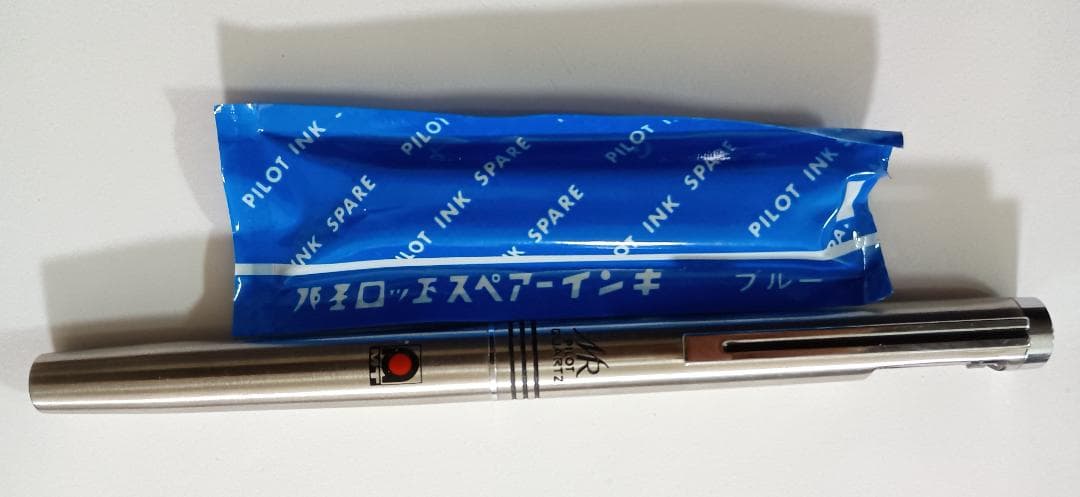 PILOT INK SPARE
PILOT INK SPARE
PILOT INK SPARE
PILOT INK SPARE
パイロットスペアーインキ ブルー
MR
PILOT
QUARTZ